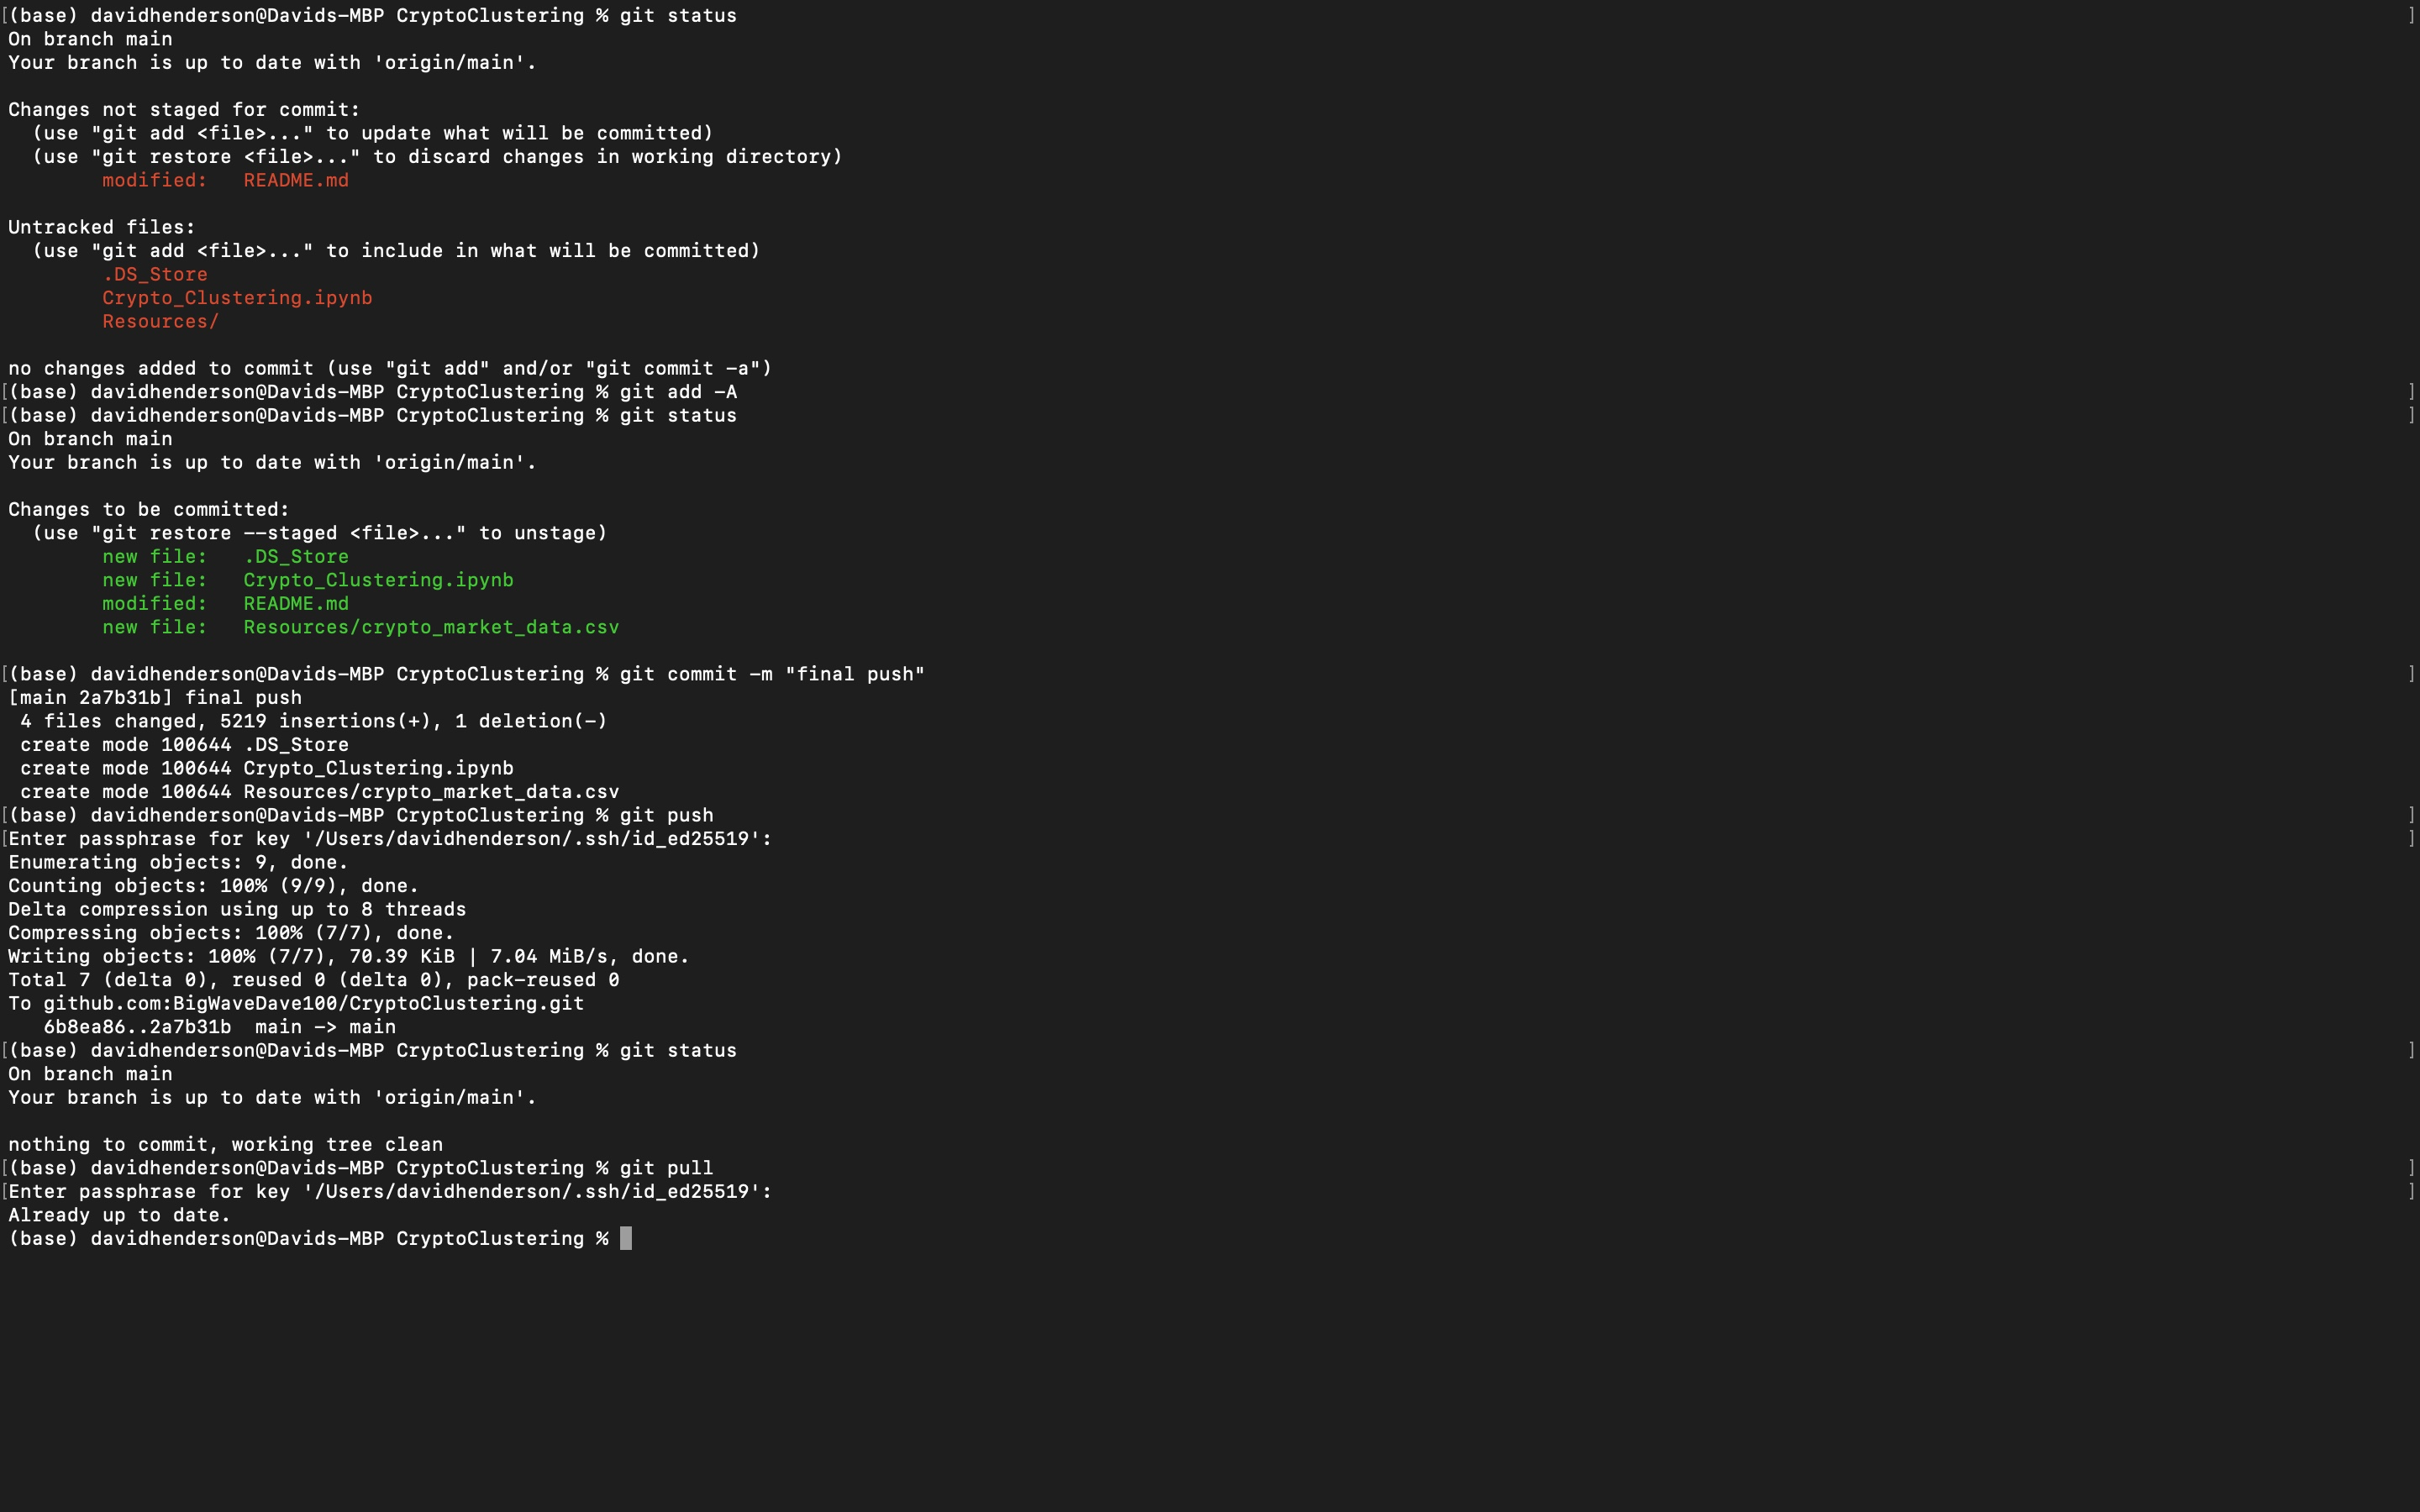 [(base) davidhenderson@Davids-MBP CryptoClustering % git status ]
On branch main
Your branch is up to date with 'origin/main'.

Changes not staged for commit:
  (use "git add <file>..." to update what will be committed)
  (use "git restore <file>..." to discard changes in working directory)
        modified:   README.md

Untracked files:
  (use "git add <file>..." to include in what will be committed)
        .DS_Store
        Crypto_Clustering.ipynb
        Resources/

no changes added to commit (use "git add" and/or "git commit -a")
[(base) davidhenderson@Davids-MBP CryptoClustering % git add -A ]
[(base) davidhenderson@Davids-MBP CryptoClustering % git status ]
On branch main
Your branch is up to date with 'origin/main'.

Changes to be committed:
  (use "git restore --staged <file>..." to unstage)
        new file:   .DS_Store
        new file:   Crypto_Clustering.ipynb
        modified:   README.md
        new file:   Resources/crypto_market_data.csv

[(base) davidhenderson@Davids-MBP CryptoClustering % git commit -m "final push" ]
[main 2a7b31b] final push
 4 files changed, 5219 insertions(+), 1 deletion(-)
 create mode 100644 .DS_Store
 create mode 100644 Crypto_Clustering.ipynb
 create mode 100644 Resources/crypto_market_data.csv
[(base) davidhenderson@Davids-MBP CryptoClustering % git push ]
[Enter passphrase for key '/Users/davidhenderson/.ssh/id_ed25519': ]
Enumerating objects: 9, done.
Counting objects: 100% (9/9), done.
Delta compression using up to 8 threads
Compressing objects: 100% (7/7), done.
Writing objects: 100% (7/7), 70.39 KiB | 7.04 MiB/s, done.
Total 7 (delta 0), reused 0 (delta 0), pack-reused 0
To github.com:BigWaveDave100/CryptoClustering.git
   6b8ea86..2a7b31b  main -> main
[(base) davidhenderson@Davids-MBP CryptoClustering % git status ]
On branch main
Your branch is up to date with 'origin/main'.

nothing to commit, working tree clean
[(base) davidhenderson@Davids-MBP CryptoClustering % git pull ]
[Enter passphrase for key '/Users/davidhenderson/.ssh/id_ed25519': ]
Already up to date.
(base) davidhenderson@Davids-MBP CryptoClustering %